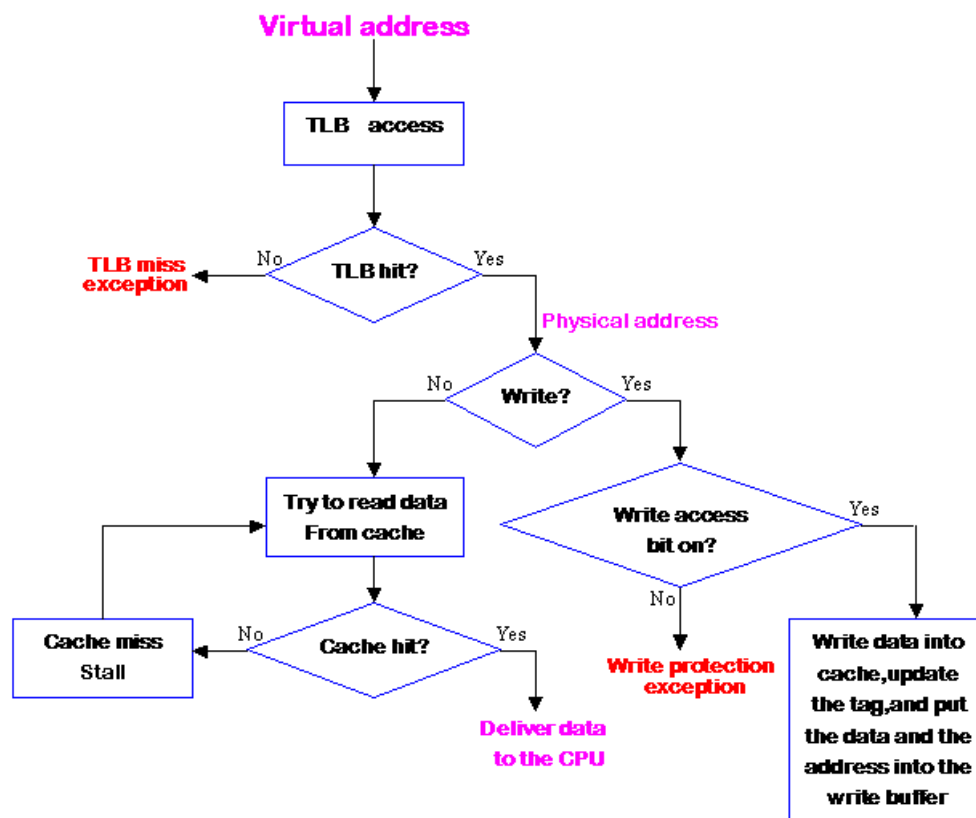 Virtual address
TLB access
No
Yes
TLB hit?
TLB miss
exception
Physical address
No
Yes
Write?
Try to read data
From cache
Write access
bit on?
Yes
No
Cache miss
Stall
No
Cache hit?
Yes
Write protection
exception
Write data into
cache,update
the tag,and put
the data and the
address into the
write buffer
Deliver data
to the CPU